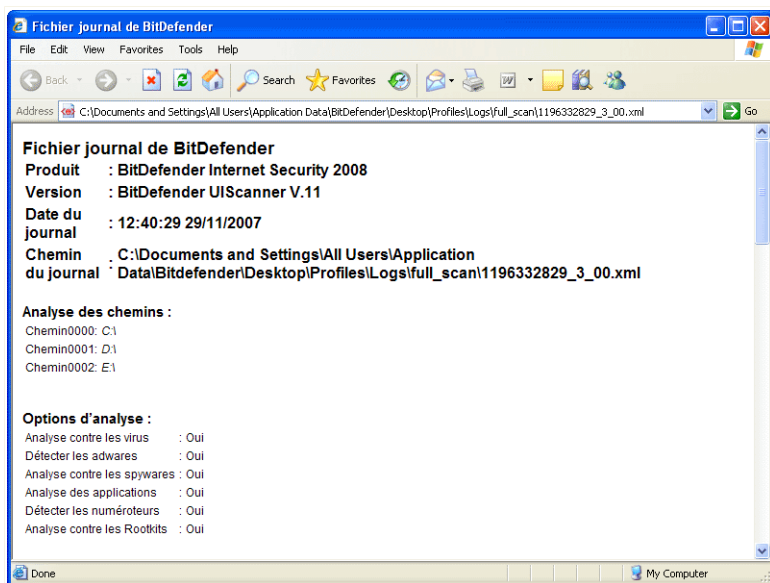 Fichier journal de BitDefender
File Edit View Favorites Tools Help
Back Search Favorites
Address C:\Documents and Settings\All Users\Application Data\BitDefender\Desktop\Profiles\Logs\full_scan\1196332829_3_00.xml Go
Fichier journal de BitDefender
Produit : BitDefender Internet Security 2008
Version : BitDefender UIScanner V.11
Date du journal : 12:40:29 29/11/2007
Chemin du journal : C:\Documents and Settings\All Users\Application
Data\Bitdefender\Desktop\Profiles\Logs\full_scan\1196332829_3_00.xml
Analyse des chemins :
Chemin0000: C:\
Chemin0001: D:\
Chemin0002: E:\
Options d'analyse :
Analyse contre les virus : Oui
Détecter les adwares : Oui
Analyse contre les spywares : Oui
Analyse des applications : Oui
Détecter les numéroteurs : Oui
Analyse contre les Rootkits : Oui
Done My Computer